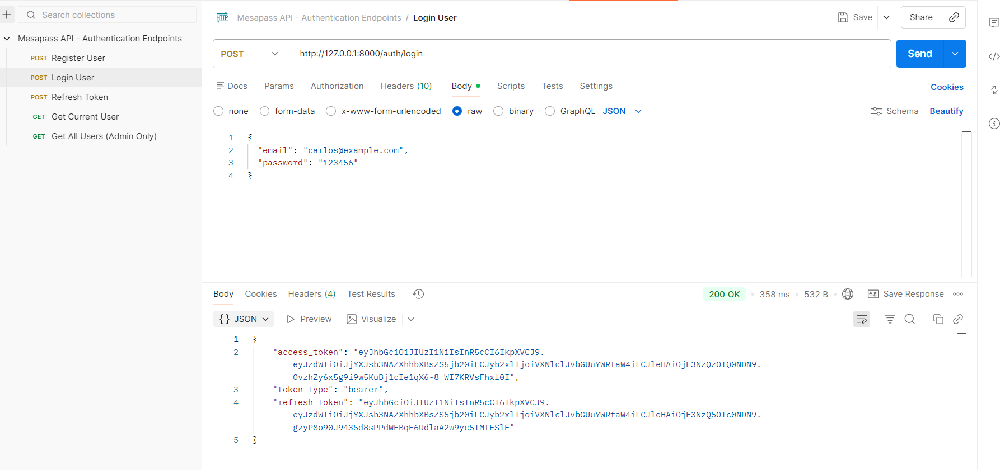 Search collections
Mesapass API - Authentication Endpoints
POST Register User
POST Login User
POST Refresh Token
GET Get Current User
GET Get All Users (Admin Only)
HTTP Mesapass API - Authentication Endpoints / Login User
Save
Share
POST http://127.0.0.1:8000/auth/login
Send
Docs Params Authorization Headers (10) Body Scripts Tests Settings
Cookies
none form-data x-www-form-urlencoded raw binary GraphQL JSON
Schema Beautify
1 {
2 "email": "carlos@example.com",
3 "password": "123456"
4 }
Body Cookies Headers (4) Test Results
200 OK 358 ms 532 B e.g. Save Response
{} JSON Preview Visualize
1 {
2 "access_token": "eyJhbGciOiJIUzI1NiIsInR5cCI6IkpXVCJ9.
eyJzdWIiOiJjYXJsb3NAZXhhbXBsZS5jb20iLCJyb2xlIjoiVXNlclJvbGUuYWRtaW4iLCJleHAiOjE3NzQzOTQ0NDN9.
OvzhZy6x5g9i9w5KuBj1cIe1qX6-8_WI7KRVsFhxf0I",
3 "token_type": "bearer",
4 "refresh_token": "eyJhbGciOiJIUzI1NiIsInR5cCI6IkpXVCJ9.
eyJzdWIiOiJjYXJsb3NAZXhhbXBsZS5jb20iLCJyb2xlIjoiVXNlclJvbGUuYWRtaW4iLCJleHAiOjE3NzQ5OTc0NDN9.
gzyP8o90J9435d8sPPdWFBqF6UdlaA2w9yc5IMtESlE"
5 }